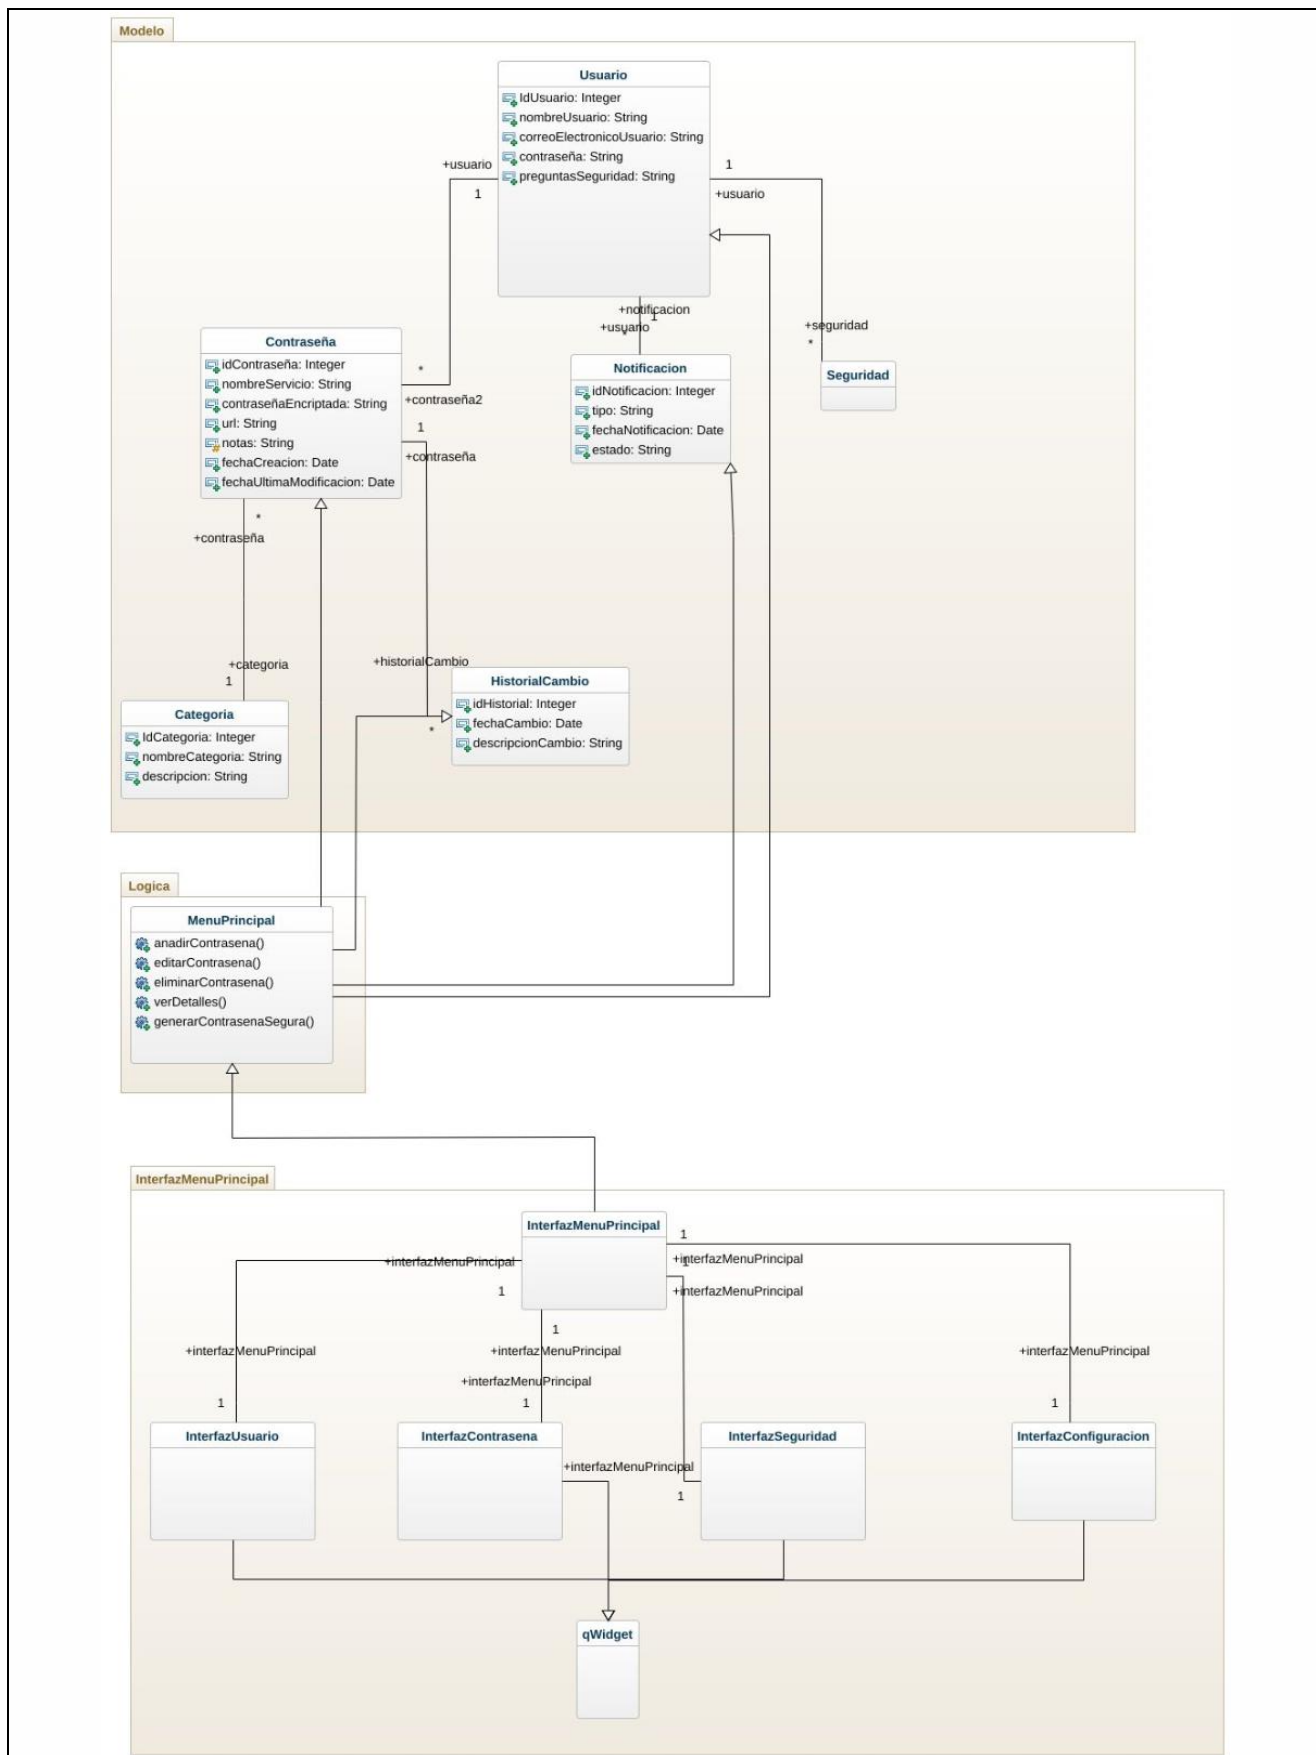 Modelo
Usuario
IdUsuario: Integer
nombreUsuario: String
correoElectronicoUsuario: String
contraseña: String
preguntasSeguridad: String
+usuario
1
1
+usuario
+notificacion
1
+usuario
*
+seguridad
*
Contraseña
idContraseña: Integer
nombreServicio: String
contraseñaEncriptada: String
url: String
notas: String
fechaCreacion: Date
fechaUltimaModificacion: Date
*
+contraseña2
1
+contraseña
Notificacion
idNotificacion: Integer
tipo: String
fechaNotificacion: Date
estado: String
Seguridad
*
+contraseña
+categoria
1
+historialCambio
*
HistorialCambio
idHistorial: Integer
fechaCambio: Date
descripcionCambio: String
Categoria
IdCategoria: Integer
nombreCategoria: String
descripcion: String
Logica
MenuPrincipal
anadirContrasena()
editarContrasena()
eliminarContrasena()
verDetalles()
generarContrasenaSegura()
InterfazMenuPrincipal
InterfazMenuPrincipal
+interfazMenuPrincipal
1
1
+interfazMenuPrincipal
1
+interfazMenuPrincipal
1
+interfazMenuPrincipal
1
+interfazMenuPrincipal
+interfazMenuPrincipal
1
+interfazMenuPrincipal
1
InterfazUsuario
InterfazContrasena
InterfazSeguridad
InterfazConfiguracion
+interfazMenuPrincipal
1
qWidget